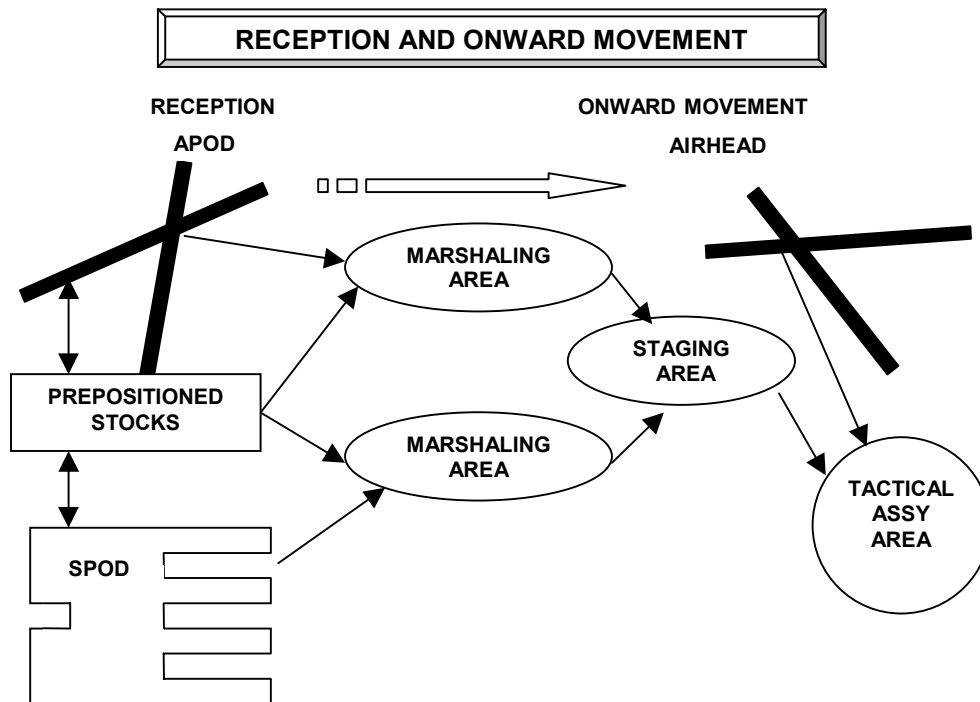 RECEPTION AND ONWARD MOVEMENT
RECEPTION
APOD
ONWARD MOVEMENT
AIRHEAD
MARSHALING
AREA
STAGING
AREA
PREPOSITIONED
STOCKS
MARSHALING
AREA
TACTICAL
ASSY
AREA
SPOD